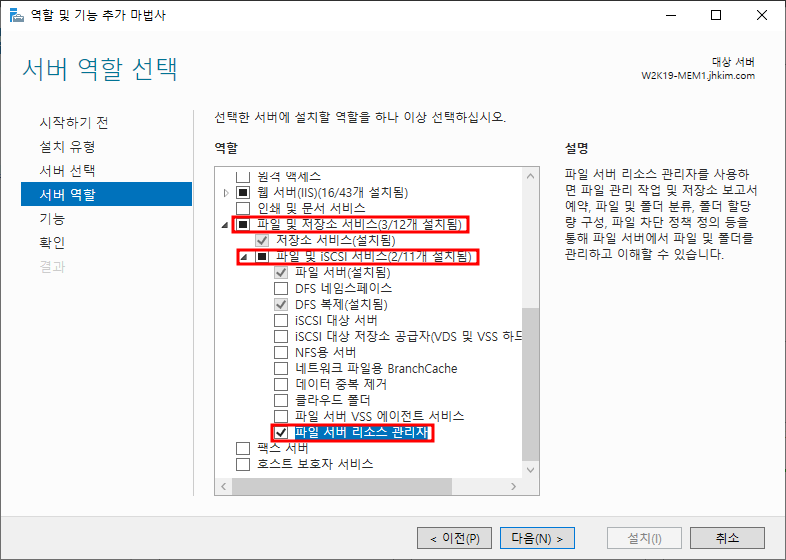 역할 및 기능 추가 마법사
서버 역할 선택
대상 서버
W2K19-MEM1.jhkim.com
시작하기 전
설치 유형
서버 선택
서버 역할
기능
확인
결과
선택한 서버에 설치할 역할을 하나 이상 선택하십시오.
역할
원격 액세스
웹 서버(IIS)(16/43개 설치됨)
인쇄 및 문서 서비스
파일 및 저장소 서비스(3/12개 설치됨)
저장소 서비스(설치됨)
파일 및 iSCSI 서비스(2/11개 설치됨)
파일 서버(설치됨)
DFS 네임스페이스
DFS 복제(설치됨)
iSCSI 대상 서버
iSCSI 대상 저장소 공급자(VDS 및 VSS 하드
NFS용 서버
네트워크 파일용 BranchCache
데이터 중복 제거
클라우드 폴더
파일 서버 VSS 에이전트 서비스
파일 서버 리소스 관리자
팩스 서버
호스트 보호자 서비스
설명
파일 서버 리소스 관리자를 사용하
면 파일 관리 작업 및 저장소 보고서
예약, 파일 및 폴더 분류, 폴더 할당
량 구성, 파일 차단 정책 정의 등을
통해 파일 서버에서 파일 및 폴더를
관리하고 이해할 수 있습니다.
< 이전(P)
다음(N) >
설치(I)
취소